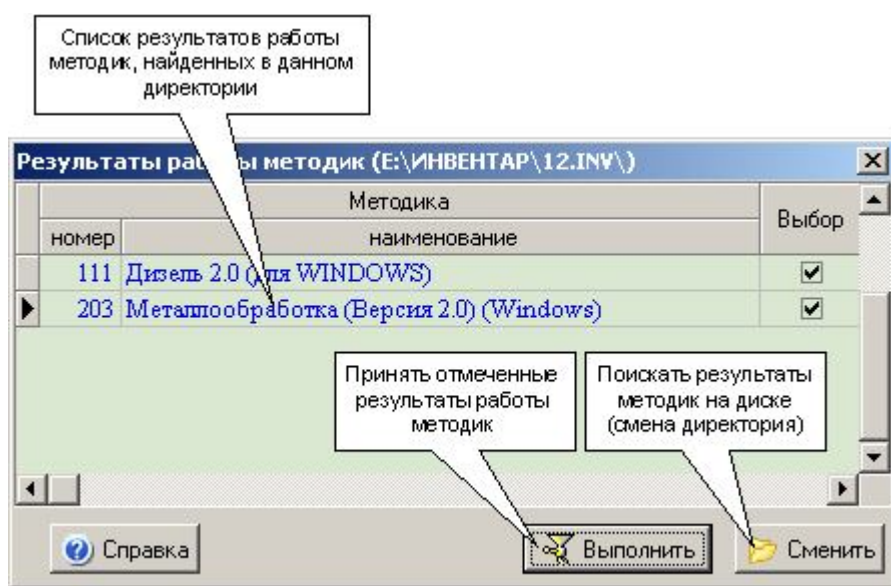 Список результатов работы
методик, найденных в данном
директории
Результаты работы методик (E:\ИНВЕНТАР\12.INV\)
Методика
Выбор
номер
наименование
111 Дизель 2.0 (для WINDOWS)
203 Металлообработка (Версия 2.0) (Windows)
Принять отмеченные
результаты работы
методик
Поискать результаты
методик на диске
(смена директория)
Справка
Выполнить
Сменить